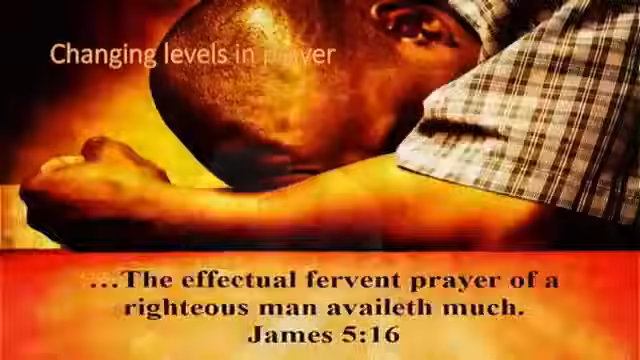 Changing levels in prayer
...The effectual fervent prayer of a
righteous man availeth much.
James 5:16